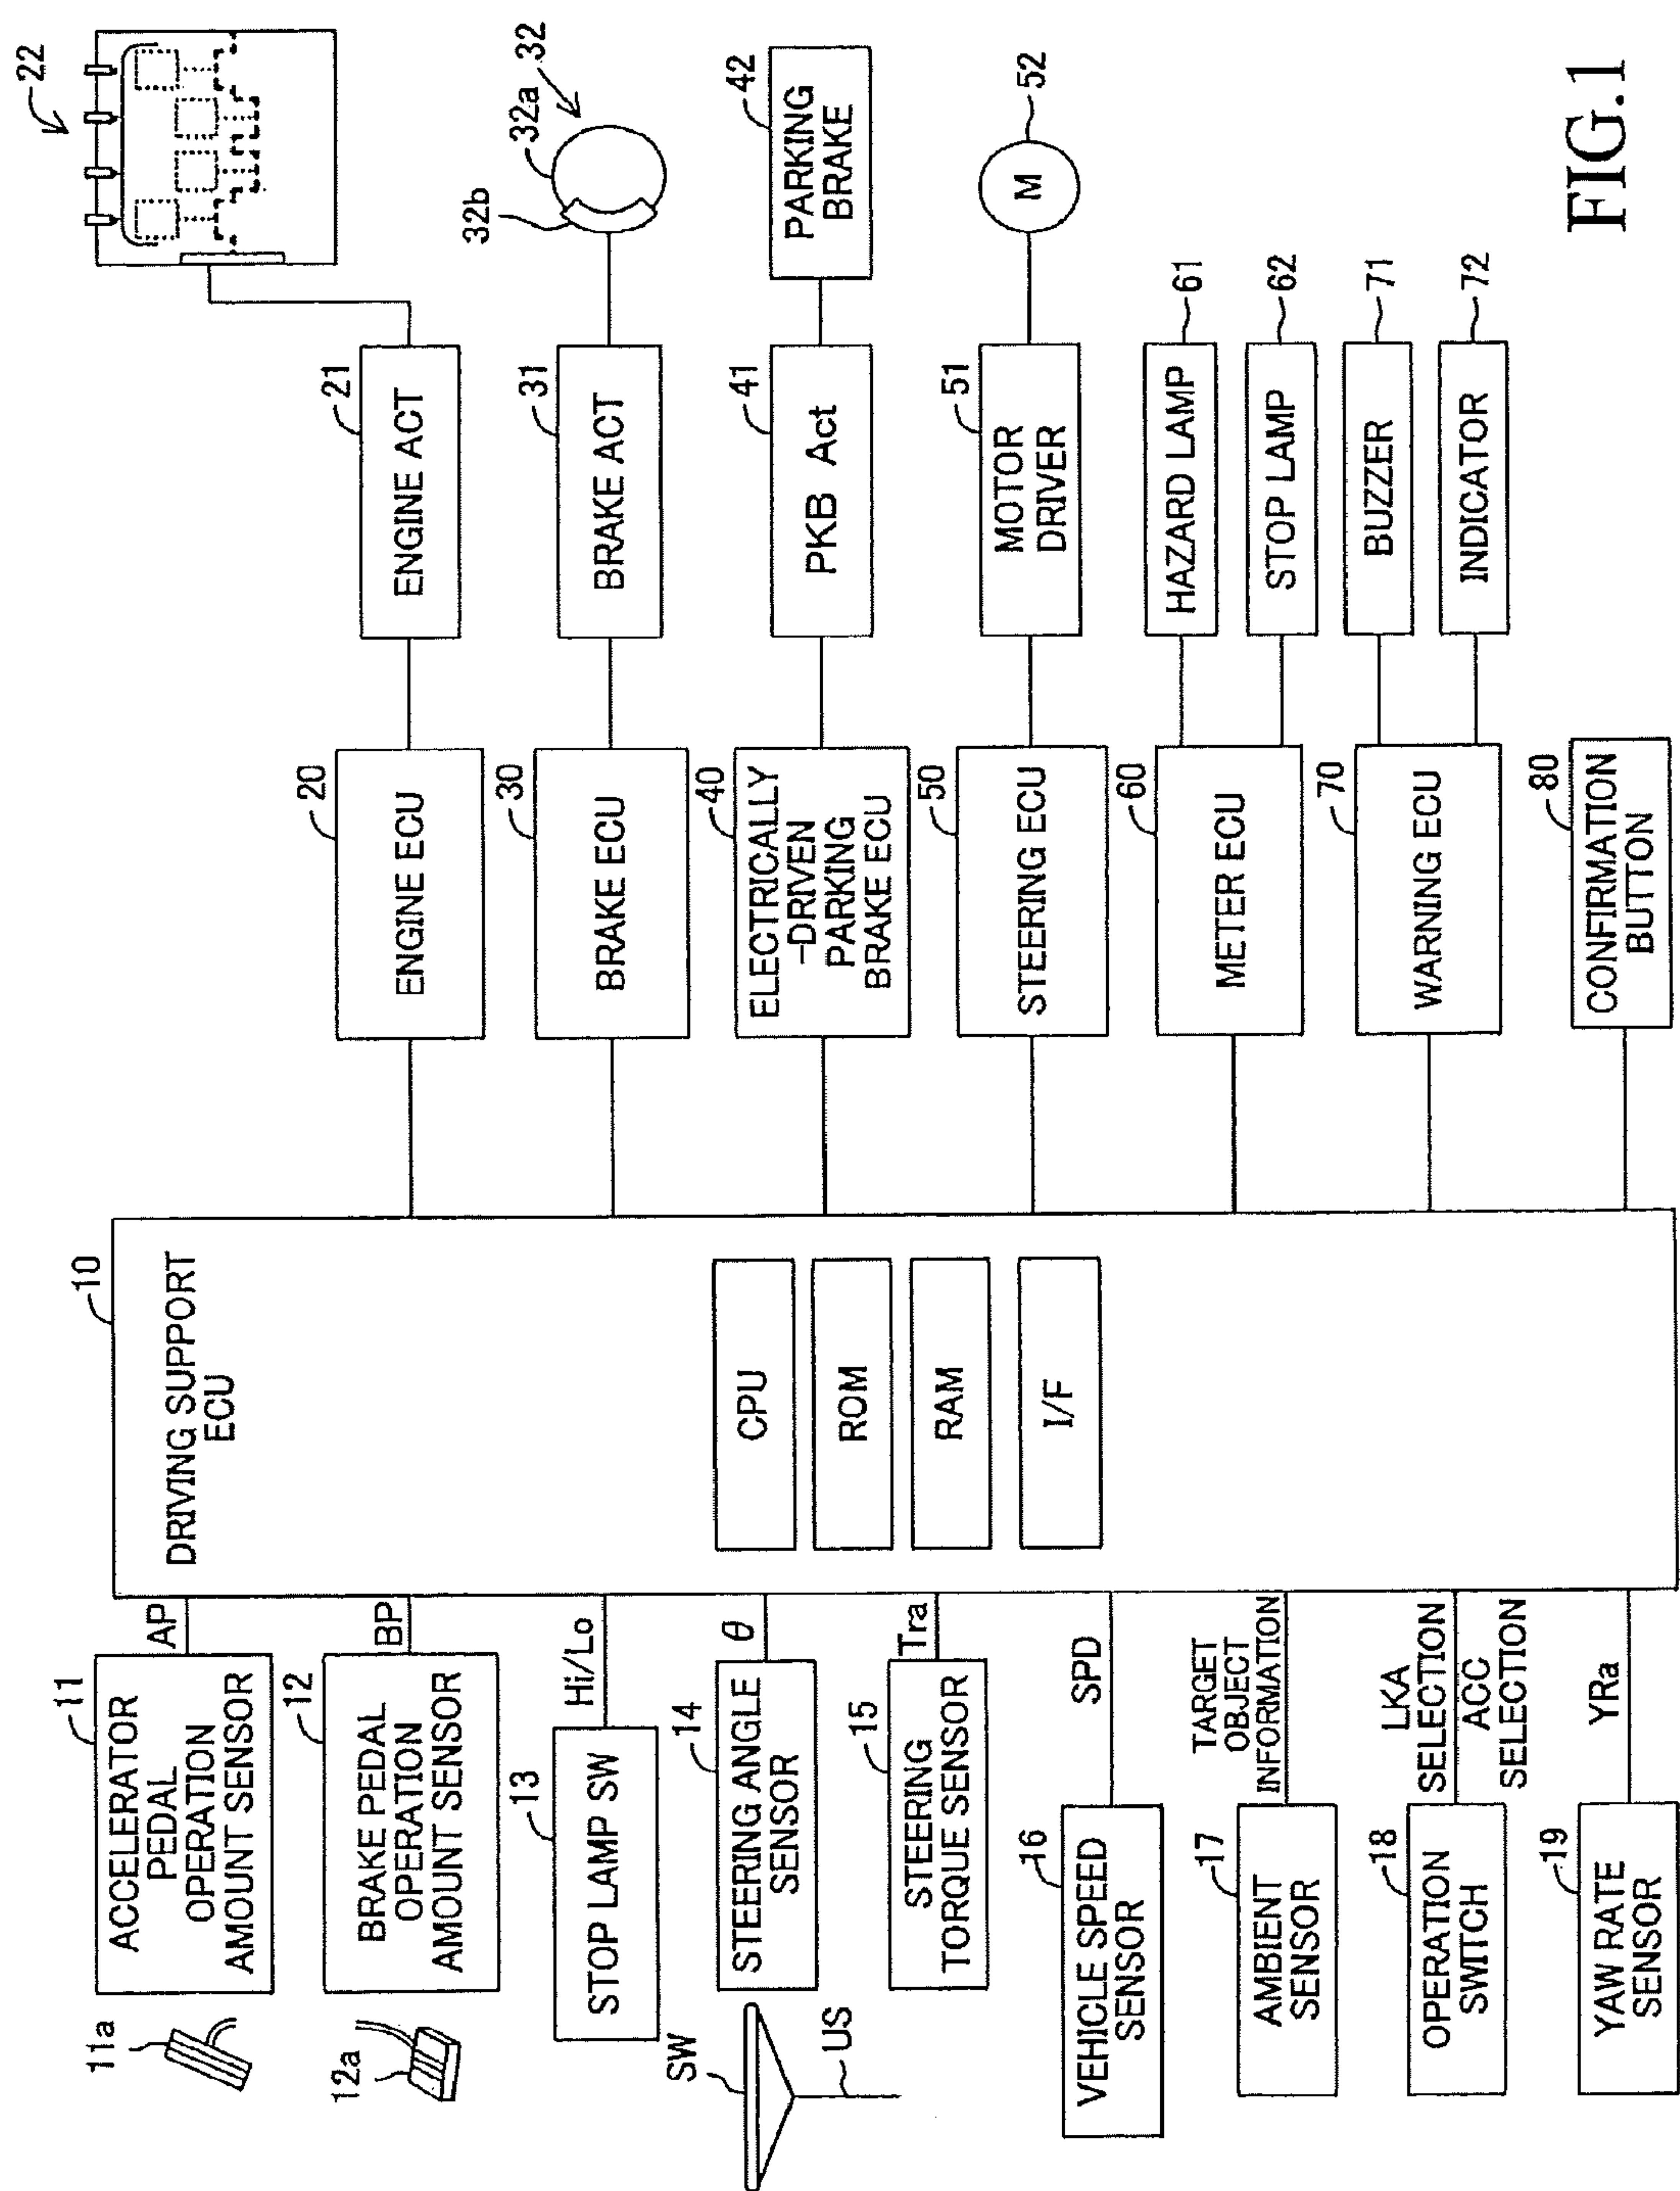 11a
11
ACCELERATOR
PEDAL
OPERATION
AMOUNT SENSOR
AP
12a
12
BRAKE PEDAL
OPERATION
AMOUNT SENSOR
BP
13
STOP LAMP SW
Hi/Lo
SW
US
14
STEERING ANGLE
SENSOR
θ
15
STEERING
TORQUE SENSOR
Tra
16
VEHICLE SPEED
SENSOR
SPD
17
AMBIENT
SENSOR
TARGET
OBJECT
INFORMATION
18
OPERATION
SWITCH
LKA
SELECTION
ACC
SELECTION
19
YAW RATE
SENSOR
YRa
10
DRIVING SUPPORT
ECU
CPU
ROM
RAM
I/F
20
ENGINE ECU
21
ENGINE ACT
22
30
BRAKE ECU
31
BRAKE ACT
32b
32a
32
40
ELECTRICALLY
-DRIVEN
PARKING
BRAKE ECU
41
PKB Act
42
PARKING
BRAKE
50
STEERING ECU
51
MOTOR
DRIVER
M
52
60
METER ECU
HAZARD LAMP
61
STOP LAMP
62
70
WARNING ECU
BUZZER
71
INDICATOR
72
80
CONFIRMATION
BUTTON
FIG.1